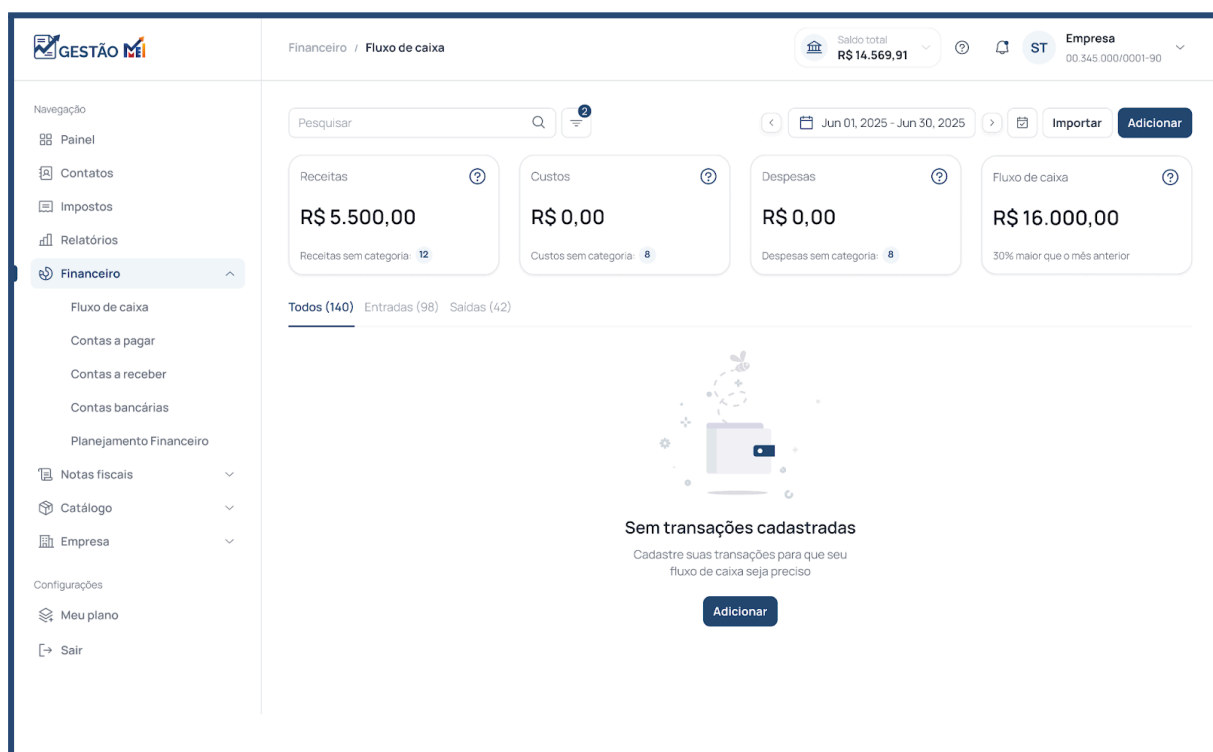 GESTÃO MEI
Financeiro / Fluxo de caixa
Saldo total
R$ 14.569,91
ST
Empresa
00.345.000/0001-90
Navegação
Painel
Contatos
Impostos
Relatórios
Financeiro
Fluxo de caixa
Contas a pagar
Contas a receber
Contas bancárias
Planejamento Financeiro
Notas fiscais
Catálogo
Empresa
Configurações
Meu plano
Sair
Pesquisar
2
Jun 01, 2025 - Jun 30, 2025
Importar
Adicionar
Receitas
R$ 5.500,00
Receitas sem categoria: 12
Custos
R$ 0,00
Custos sem categoria: 8
Despesas
R$ 0,00
Despesas sem categoria: 8
Fluxo de caixa
R$ 16.000,00
30% maior que o mês anterior
Todos (140) Entradas (98) Saídas (42)
Sem transações cadastradas
Cadastre suas transações para que seu
fluxo de caixa seja preciso
Adicionar